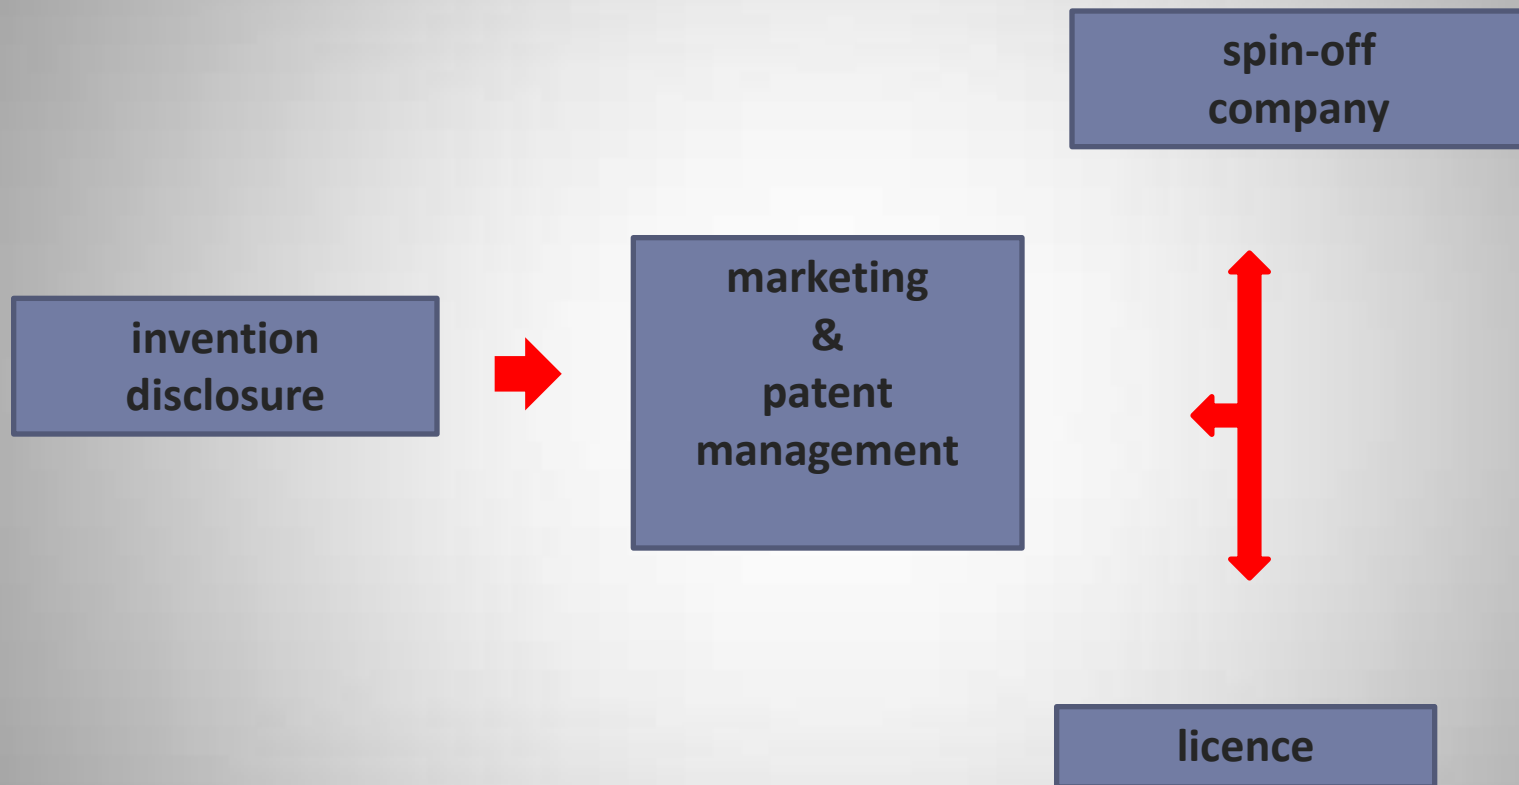 spin-off
company
invention
disclosure
marketing
&
patent
management
licence